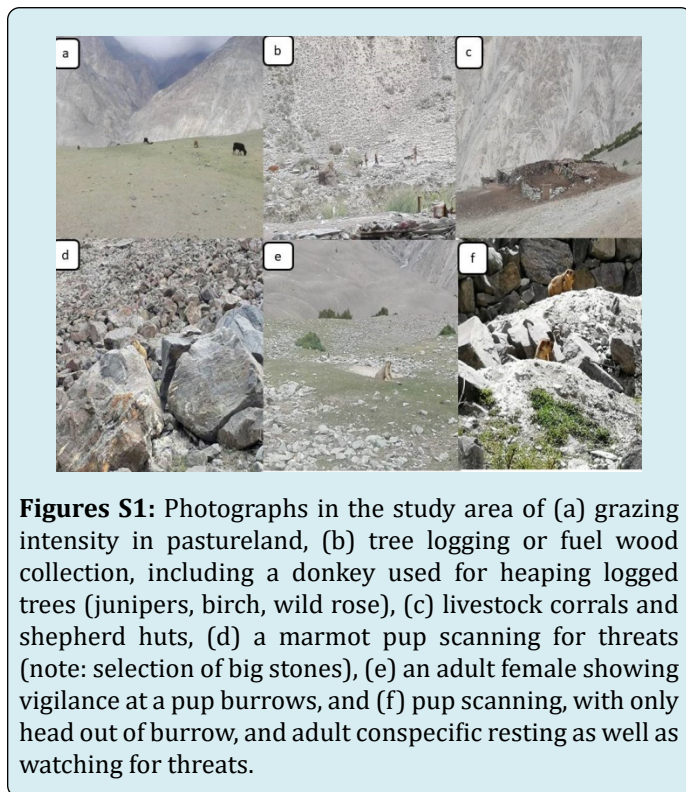 a
b
c
d
e
f
Figures S1: Photographs in the study area of (a) grazing
intensity in pastureland, (b) tree logging or fuel wood
collection, including a donkey used for heaping logged
trees (junipers, birch, wild rose), (c) livestock corrals and
shepherd huts, (d) a marmot pup scanning for threats
(note: selection of big stones), (e) an adult female showing
vigilance at a pup burrows, and (f) pup scanning, with only
head out of burrow, and adult conspecific resting as well as
watching for threats.